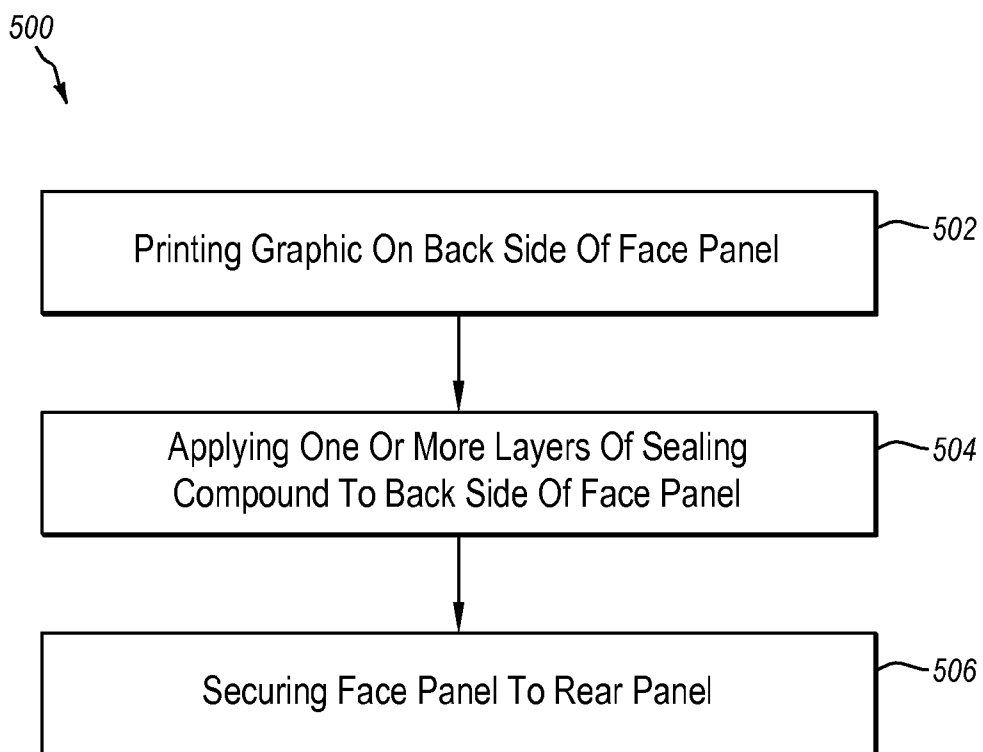 500
Printing Graphic On Back Side Of Face Panel
502
Applying One Or More Layers Of Sealing
Compound To Back Side Of Face Panel
504
Securing Face Panel To Rear Panel
506